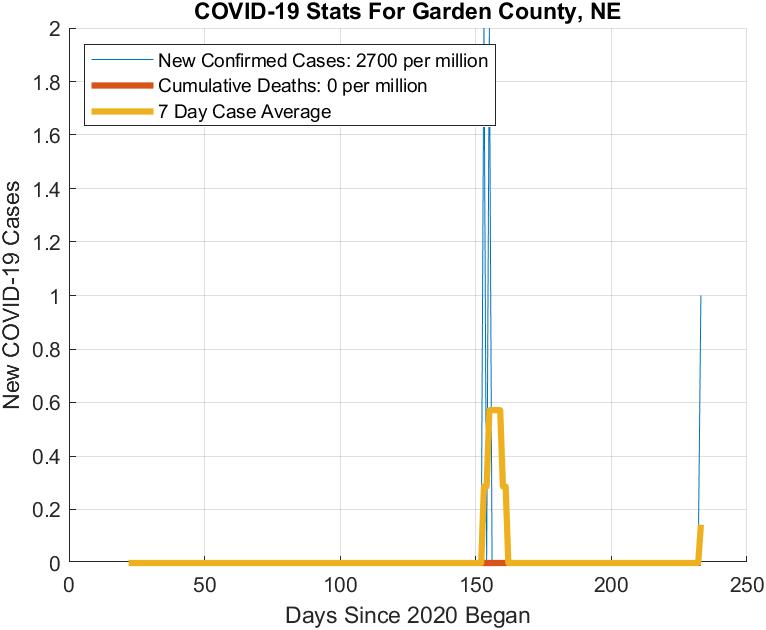 COVID-19 Stats For Garden County, NE
New Confirmed Cases: 2700 per million
Cumulative Deaths: 0 per million
7 Day Case Average
New COVID-19 Cases
2
1.8
1.6
1.4
1.2
1
0.8
0.6
0.4
0.2
0
0 50 100 150 200 250
Days Since 2020 Began